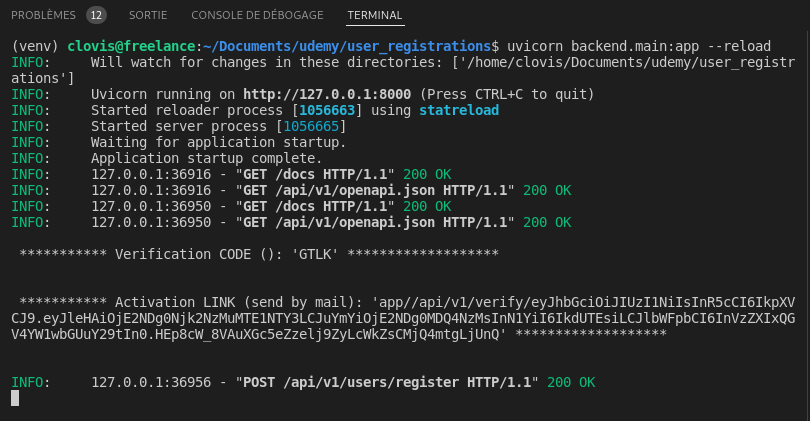 PROBLÈMES 12 SORTIE CONSOLE DE DÉBOGAGE TERMINAL
(venv) clovis@freelance:~/Documents/udemy/user_registrations$ uvicorn backend.main:app --reload
INFO: Will watch for changes in these directories: ['/home/clovis/Documents/udemy/user_registr
ations']
INFO: Uvicorn running on http://127.0.0.1:8000 (Press CTRL+C to quit)
INFO: Started reloader process [1056663] using statreload
INFO: Started server process [1056665]
INFO: Waiting for application startup.
INFO: Application startup complete.
INFO: 127.0.0.1:36916 - "GET /docs HTTP/1.1" 200 OK
INFO: 127.0.0.1:36916 - "GET /api/v1/openapi.json HTTP/1.1" 200 OK
INFO: 127.0.0.1:36950 - "GET /docs HTTP/1.1" 200 OK
INFO: 127.0.0.1:36950 - "GET /api/v1/openapi.json HTTP/1.1" 200 OK
*********** Verification CODE (): 'GTLK' *******************
*********** Activation LINK (send by mail): 'app//api/v1/verify/eyJhbGciOiJIUzI1NiIsInR5cCI6IkpXV
CJ9.eyJleHAiOjE2NDg0Njk2NzMuMTE1NTY3LCJuYmYiOjE2NDg0MDQ4NzMsInN1YiI6IkdUTEsiLCJlbWFpbCI6InVzZXIxQG
V4YW1wbGUuY29tIn0.HEp8cW_8VAuXGc5eZzelj9ZyLcWkZsCMjQ4mtgLjUnQ' *******************
INFO: 127.0.0.1:36956 - "POST /api/v1/users/register HTTP/1.1" 200 OK